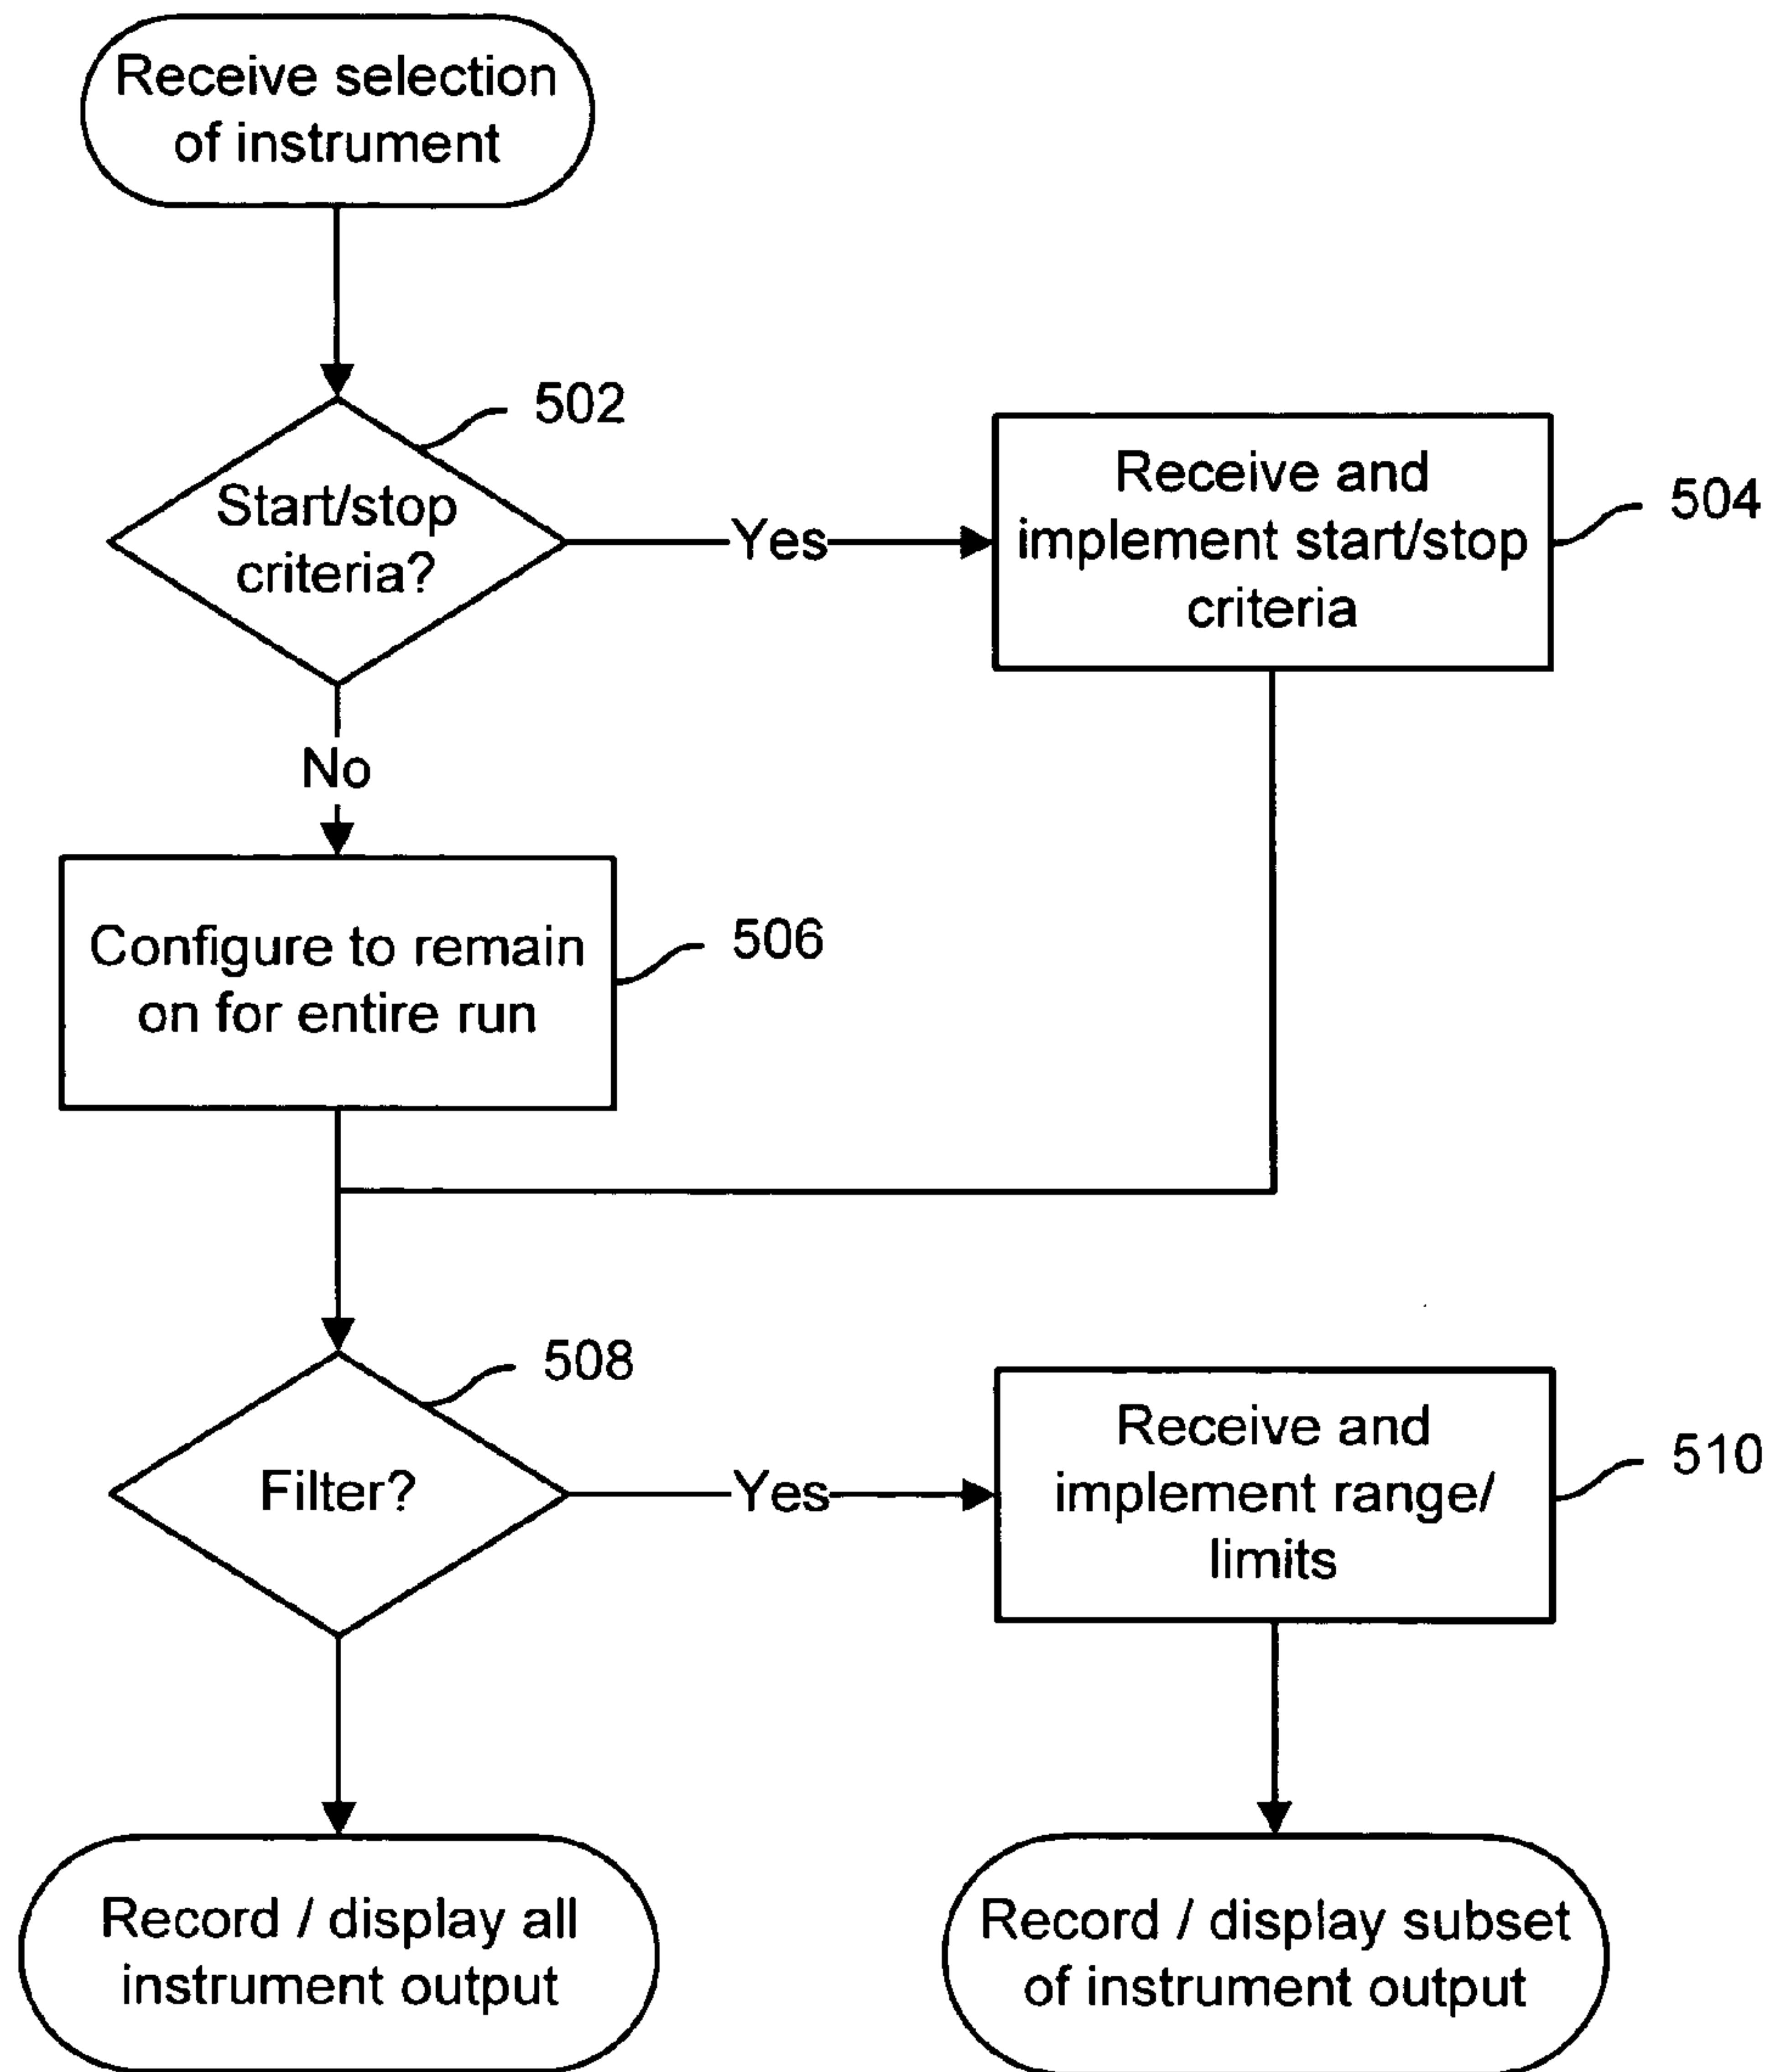 Receive selection
of instrument
502
Start/stop
criteria?
Yes
Receive and
implement start/stop
criteria
504
No
Configure to remain
on for entire run
506
508
Filter?
Yes
Receive and
implement range/
limits
510
Record / display all
instrument output
Record / display subset
of instrument output